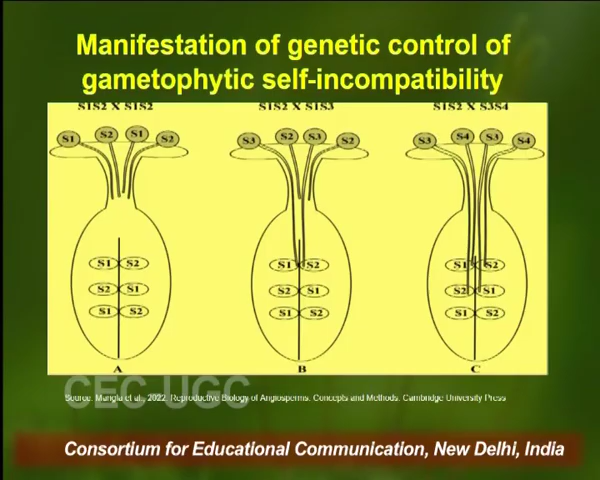 Manifestation of genetic control of
gametophytic self-incompatibility
S1S2 X S1S2 S1S2 X S1S3 S1S2 X S3S4
S1 S2 S1 S2 S3 S2 S3 S2 S3 S4 S3 S4
S1 S2 S1 S2 S1 S2
S2 S1 S2 S1 S2 S1
S1 S2 S1 S2 S1 S2
A B C
CEC UGC
Source: Mangla et al., 2022. Reproductive Biology of Angiosperms. Concepts and Methods. Cambridge University Press
Consortium for Educational Communication, New Delhi, India